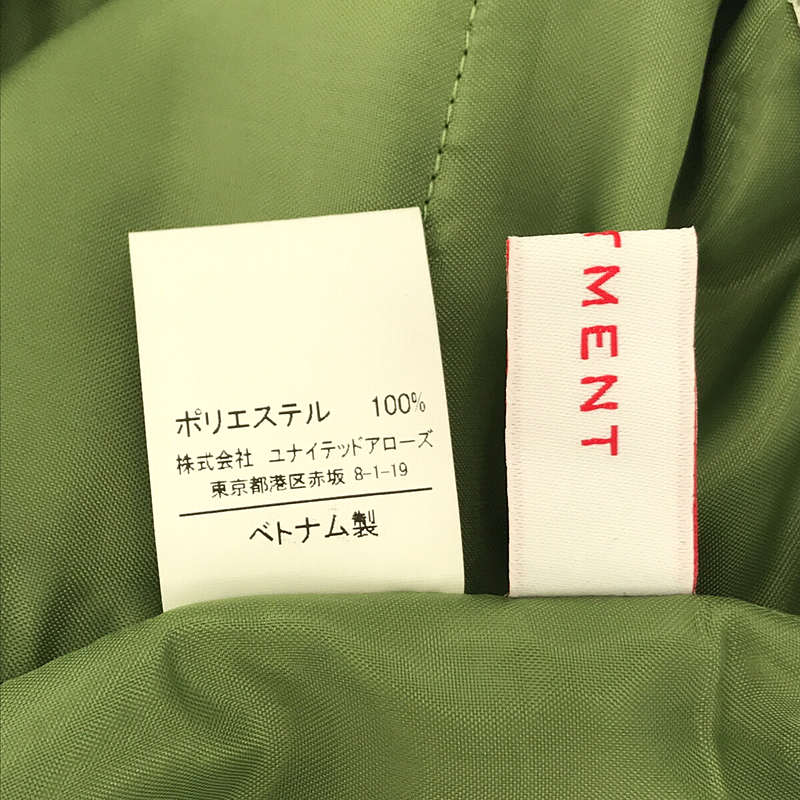 ポリエステル 100%
株式会社 ユナイテッドアローズ
東京都港区赤坂 8-1-19
ベトナム製
TMENT